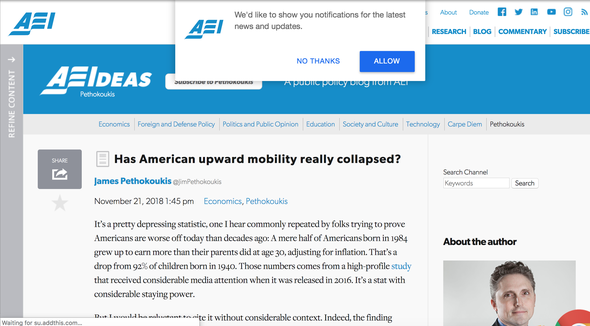 AEI
About
Donate
RESEARCH
BLOG
COMMENTARY
SUBSCRIBE
AEI
We'd like to show you notifications for the latest
news and updates.
NO THANKS
ALLOW
REFINE CONTENT
AEIDEAS
Pethokoukis
Subscribe to Pethokoukis
A public policy blog from AEI
Economics
Foreign and Defense Policy
Politics and Public Opinion
Education
Society and Culture
Technology
Carpe Diem
Pethokoukis
SHARE
Has American upward mobility really collapsed?
James Pethokoukis @JimPethokoukis
November 21, 2018 1:45 pm
Economics, Pethokoukis
It's a pretty depressing statistic, one I hear commonly repeated by folks trying to prove
Americans are worse off today than decades ago: A mere half of Americans born in 1984
grew up to earn more than their parents did at age 30, adjusting for inflation. That's a
drop from 92% of children born in 1940. Those numbers comes from a high-profile study
that received considerable media attention when it was released in 2016. It's a stat with
considerable staying power.
But I would be reluctant to cite it without considerable context. Indeed, the finding
Search Channel
Keywords
Search
About the author
Waiting for su.addthis.com...